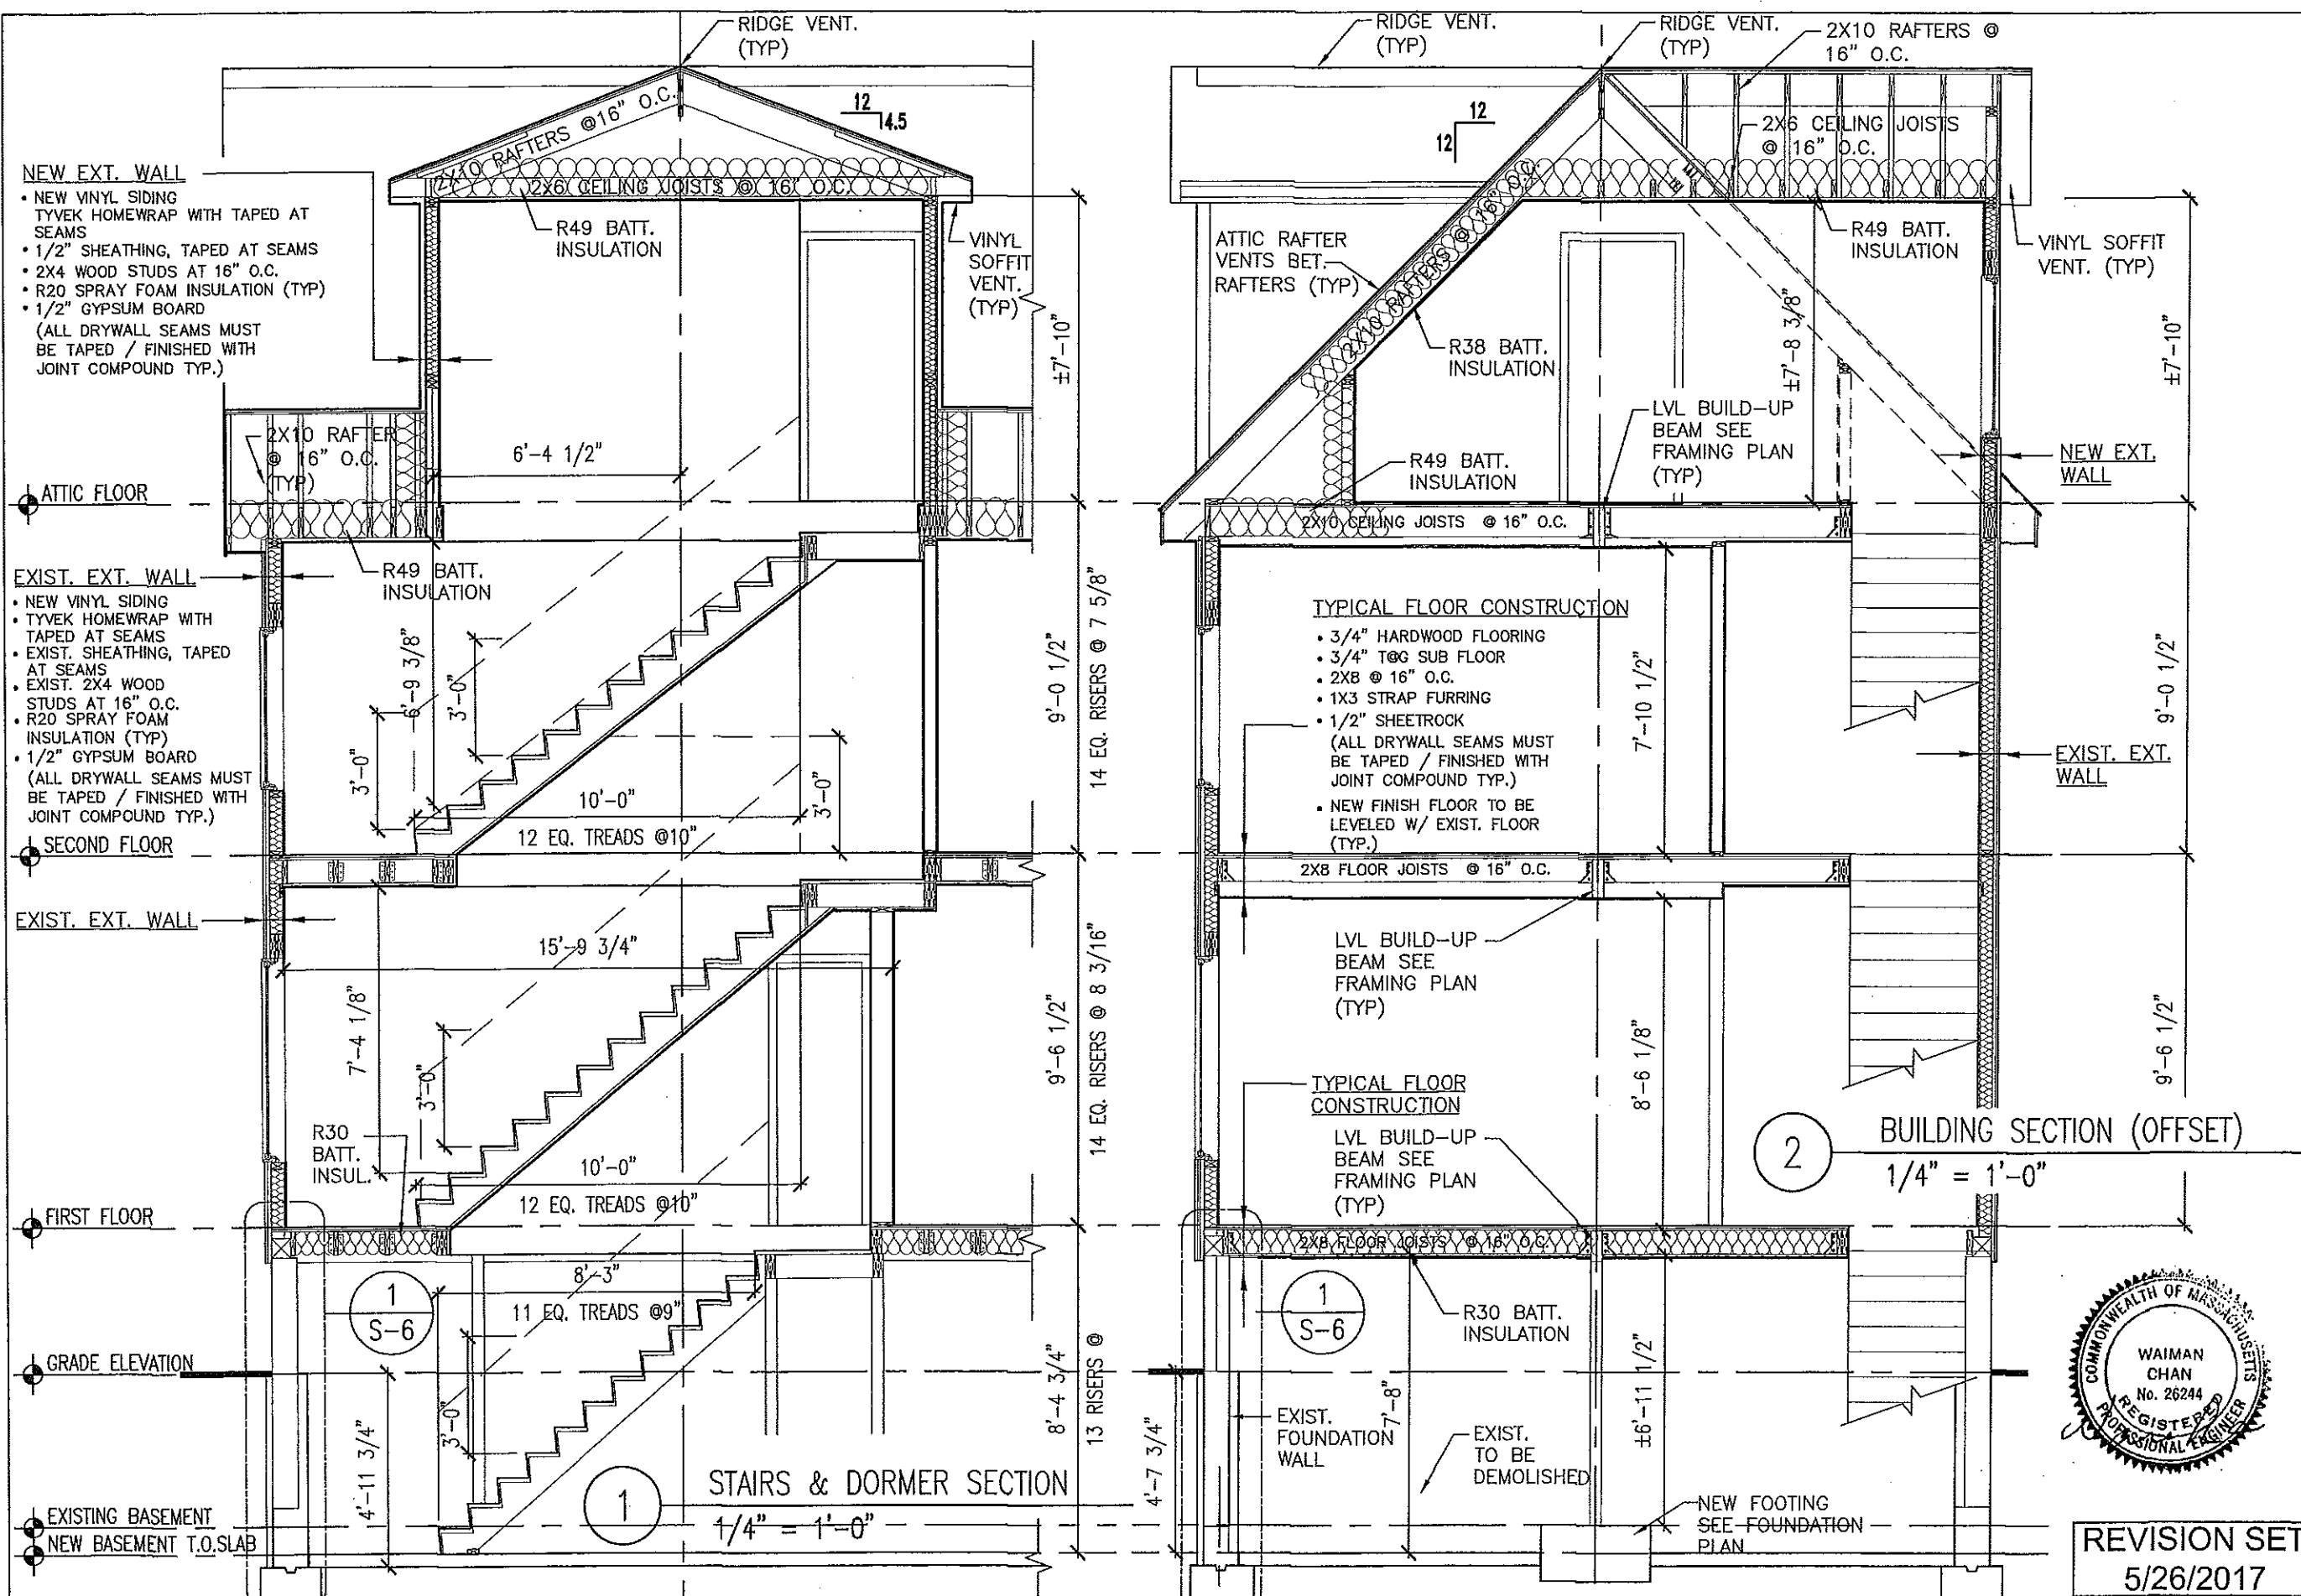 RIDGE VENT.
(TYP)
12
4.5
2X10 RAFTERS @16" O.C.
2X6 CEILING JOISTS @ 16" O.C.
R49 BATT.
INSULATION
VINYL
SOFFIT
VENT.
(TYP)
NEW EXT. WALL
• NEW VINYL SIDING
TYVEK HOMEWRAP WITH TAPED AT
SEAMS
• 1/2" SHEATHING, TAPED AT SEAMS
• 2X4 WOOD STUDS AT 16" O.C.
• R20 SPRAY FOAM INSULATION (TYP)
• 1/2" GYPSUM BOARD
(ALL DRYWALL SEAMS MUST
BE TAPED / FINISHED WITH
JOINT COMPOUND TYP.)
±7'-10"
2X10 RAFTER
@ 16" O.C.
(TYP)
6'-4 1/2"
ATTIC FLOOR
R49 BATT.
INSULATION
EXIST. EXT. WALL
• NEW VINYL SIDING
• TYVEK HOMEWRAP WITH
TAPED AT SEAMS
• EXIST. SHEATHING, TAPED
AT SEAMS
• EXIST. 2X4 WOOD
STUDS AT 16" O.C.
• R20 SPRAY FOAM
INSULATION (TYP)
• 1/2" GYPSUM BOARD
(ALL DRYWALL SEAMS MUST
BE TAPED / FINISHED WITH
JOINT COMPOUND TYP.)
6'-9 3/8"
3'-0"
3'-0"
3'-0"
10'-0"
12 EQ. TREADS @10"
9'-0 1/2"
14 EQ. RISERS @ 7 5/8"
SECOND FLOOR
EXIST. EXT. WALL
15'-9 3/4"
7'-4 1/8"
3'-0"
R30
BATT.
INSUL.
10'-0"
12 EQ. TREADS @10"
9'-6 1/2"
14 EQ. RISERS @ 8 3/16"
FIRST FLOOR
1
S-6
8'-3"
11 EQ. TREADS @9"
3'-0"
GRADE ELEVATION
4'-11 3/4"
8'-4 3/4"
13 RISERS @
EXISTING BASEMENT
NEW BASEMENT T.O.SLAB
1
STAIRS & DORMER SECTION
1/4" = 1'-0"
RIDGE VENT.
(TYP)
RIDGE VENT.
(TYP)
2X10 RAFTERS @
16" O.C.
12
12
2X6 CEILING JOISTS
@ 16" O.C.
ATTIC RAFTER
VENTS BET.
RAFTERS (TYP)
2X10 RAFTERS @ 16" O.C.
R49 BATT.
INSULATION
VINYL SOFFIT
VENT. (TYP)
R38 BATT.
INSULATION
±7'-8 3/8"
±7'-10"
LVL BUILD-UP
BEAM SEE
FRAMING PLAN
(TYP)
R49 BATT.
INSULATION
NEW EXT.
WALL
2X10 CEILING JOISTS @ 16" O.C.
TYPICAL FLOOR CONSTRUCTION
• 3/4" HARDWOOD FLOORING
• 3/4" T@G SUB FLOOR
• 2X8 @ 16" O.C.
• 1X3 STRAP FURRING
• 1/2" SHEETROCK
(ALL DRYWALL SEAMS MUST
BE TAPED / FINISHED WITH
JOINT COMPOUND TYP.)
• NEW FINISH FLOOR TO BE
LEVELED W/ EXIST. FLOOR
(TYP.)
7'-10 1/2"
9'-0 1/2"
EXIST. EXT.
WALL
2X8 FLOOR JOISTS @ 16" O.C.
LVL BUILD-UP
BEAM SEE
FRAMING PLAN
(TYP)
8'-6 1/8"
9'-6 1/2"
TYPICAL FLOOR
CONSTRUCTION
LVL BUILD-UP
BEAM SEE
FRAMING PLAN
(TYP)
2
BUILDING SECTION (OFFSET)
1/4" = 1'-0"
2X8 FLOOR JOISTS @ 16" O.C.
1
S-6
R30 BATT.
INSULATION
4'-7 3/4"
EXIST.
FOUNDATION
WALL
7'-8"
EXIST.
TO BE
DEMOLISHED
±6'-11 1/2"
NEW FOOTING
SEE FOUNDATION
PLAN
COMMONWEALTH OF MASSACHUSETTS
WAIMAN
CHAN
No. 26244
REGISTERED
PROFESSIONAL ENGINEER
REVISION SET
5/26/2017